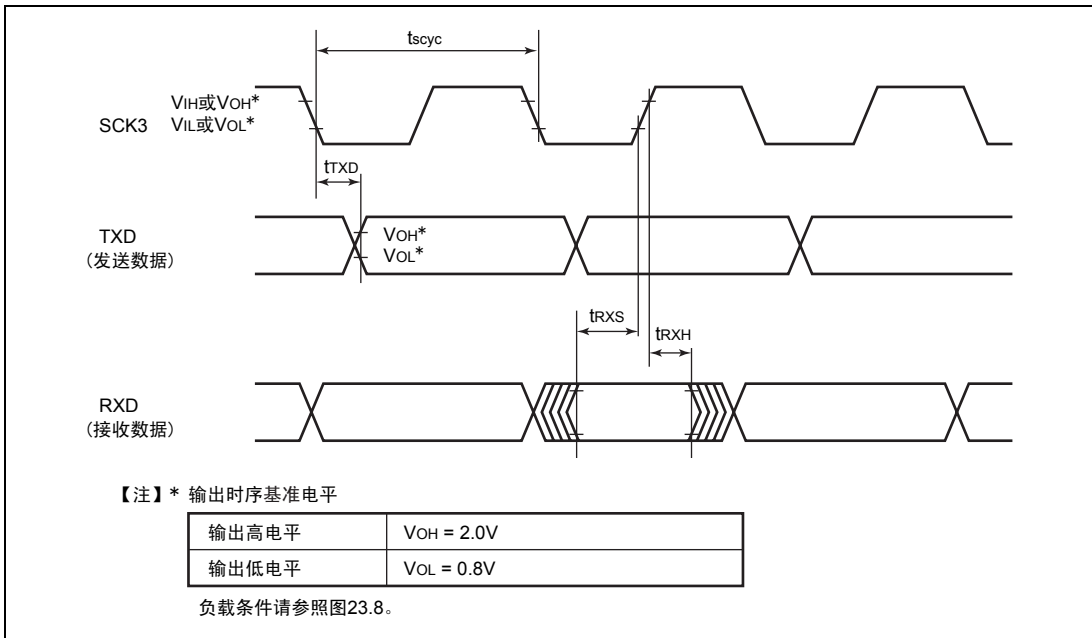 tscyc
VIH或VOH*
SCK3 VIL或VOL*
tTXD
TXD
(发送数据)
VOH*
VOL*
tRXS
tRXH
RXD
(接收数据)
【注】* 输出时序基准电平
输出高电平 VOH = 2.0V
输出低电平 VOL = 0.8V
负载条件请参照图23.8。